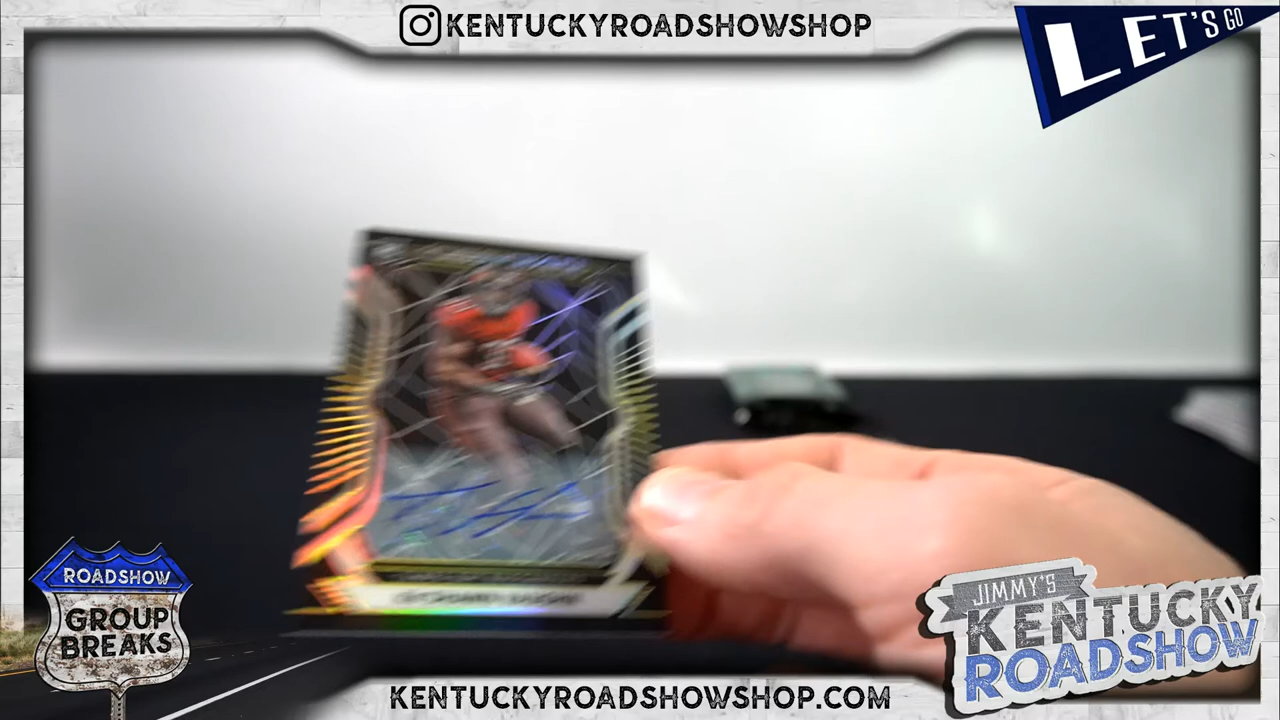 KENTUCKYROADSHOWSHOP
LET'S GO
ROADSHOW
GROUP
BREAKS
JIMMY'S
KENTUCKY
ROADSHOW
KENTUCKYROADSHOWSHOP.COM